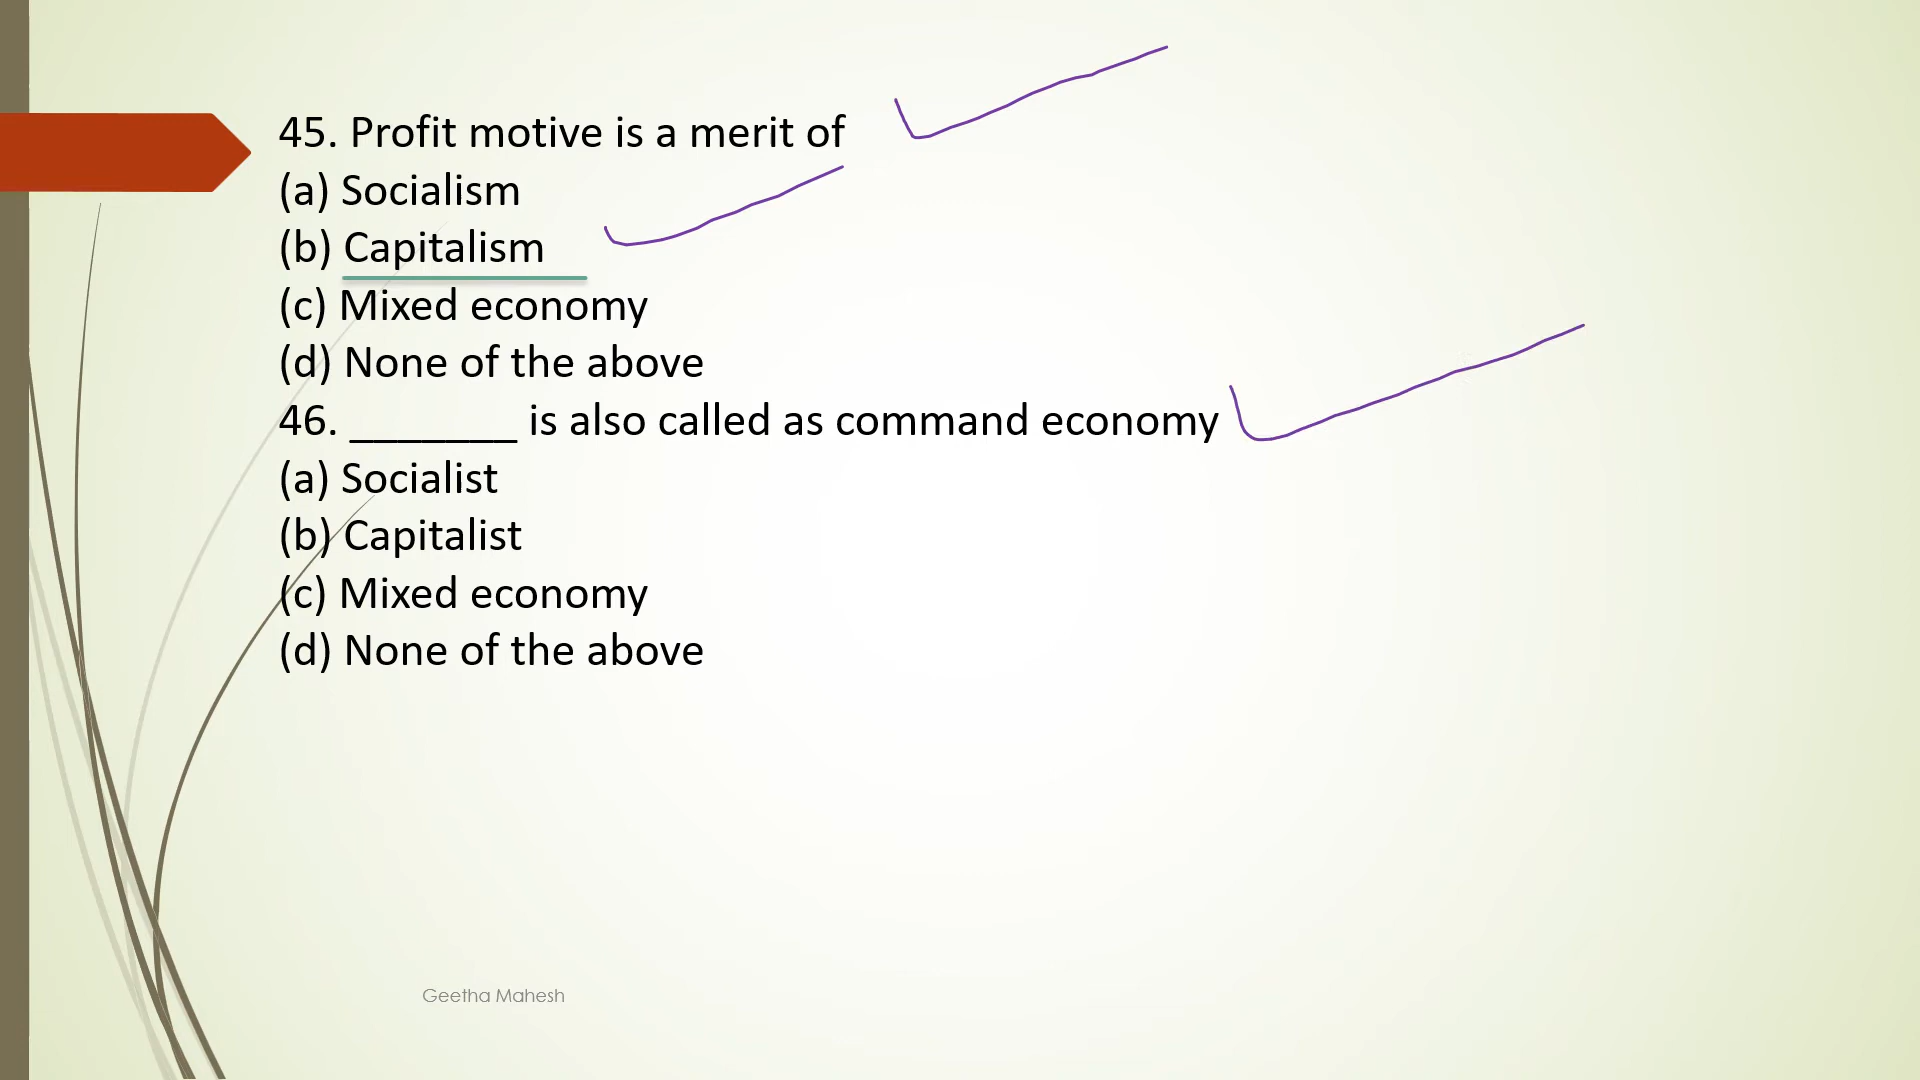 45. Profit motive is a merit of
(a) Socialism
(b) Capitalism
(c) Mixed economy
(d) None of the above
46. _______ is also called as command economy
(a) Socialist
(b) Capitalist
(c) Mixed economy
(d) None of the above
Geetha Mahesh